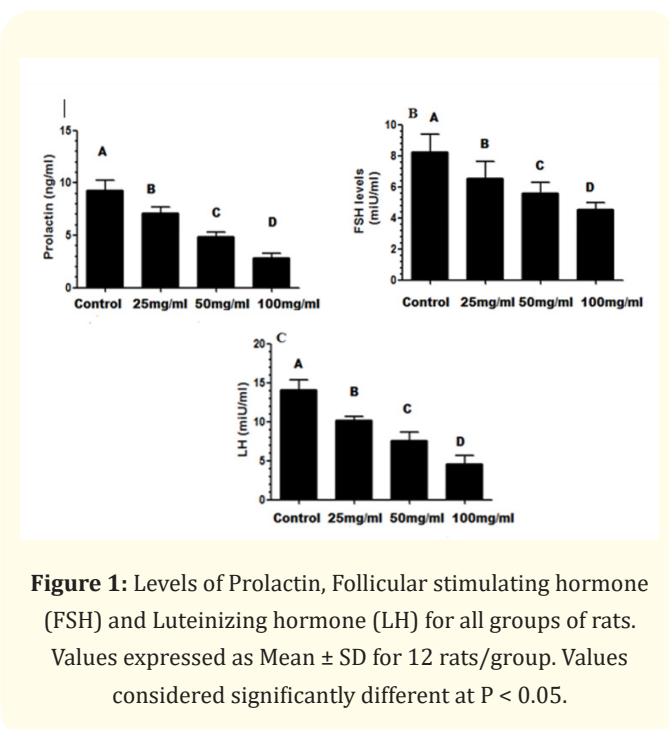 15
10
5
0
Prolactin (ng/ml)
A
B
C
D
Control 25mg/ml 50mg/ml 100mg/ml
B
10
8
6
4
2
0
FSH levels
(miU/ml)
A
B
C
D
Control 25mg/ml 50mg/ml 100mg/ml
C
20
15
10
5
0
LH (miU/ml)
A
B
C
D
Control 25mg/ml 50mg/ml 100mg/ml
Figure 1: Levels of Prolactin, Follicular stimulating hormone
(FSH) and Luteinizing hormone (LH) for all groups of rats.
Values expressed as Mean ± SD for 12 rats/group. Values
considered significantly different at P < 0.05.